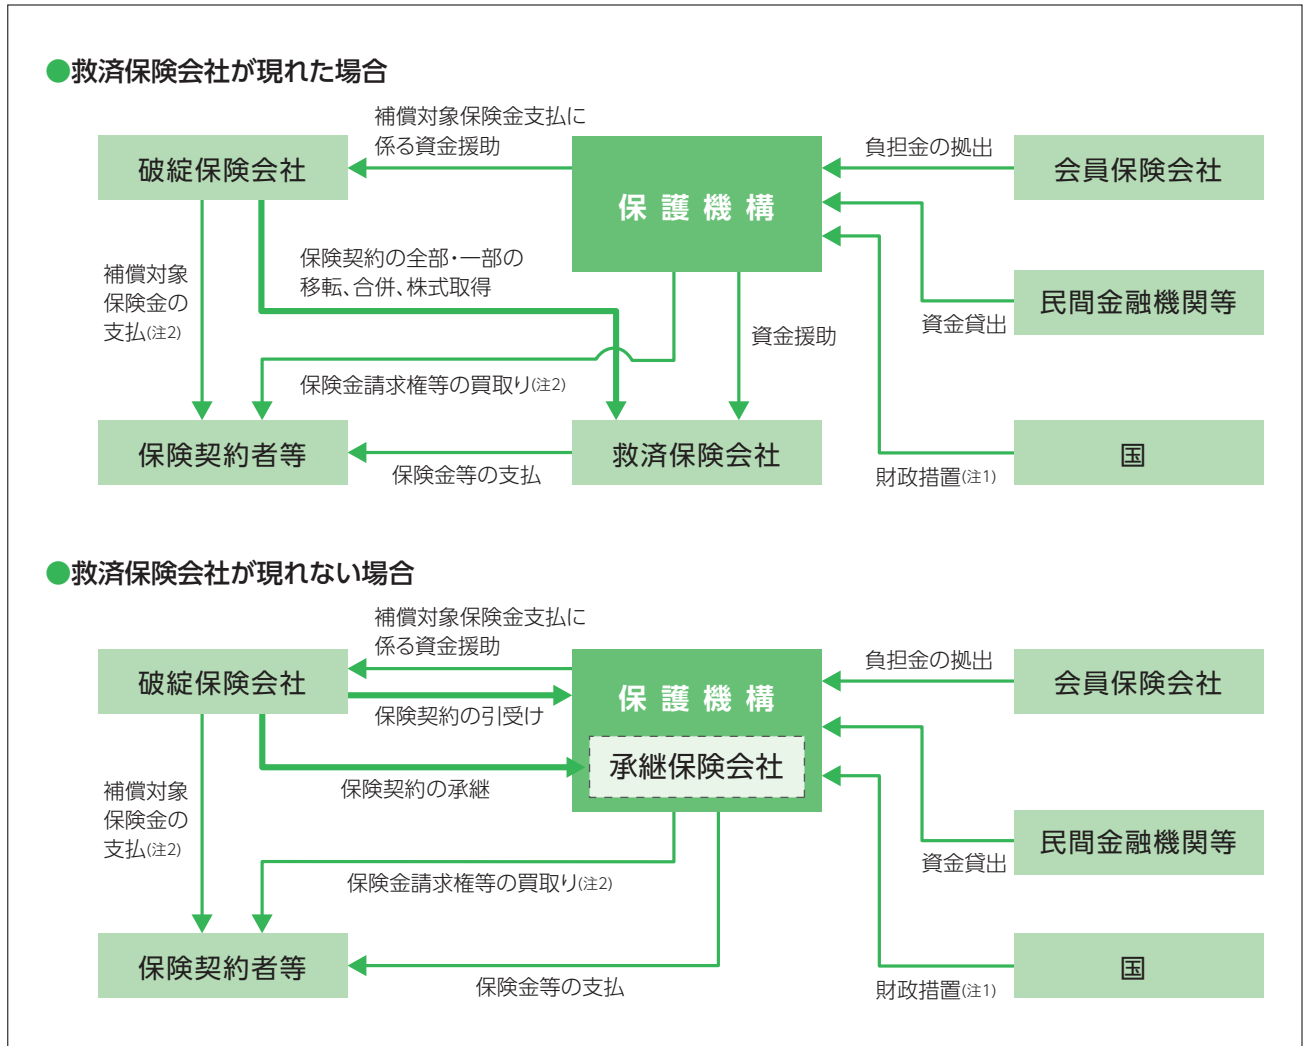 ●救済保険会社が現れた場合
補償対象保険金支払に
係る資金援助
負担金の拠出
破綻保険会社
保護機構
会員保険会社
保険契約の全部・一部の
移転、合併、株式取得
補償対象
保険金の
支払(注2)
民間金融機関等
資金貸出
資金援助
保険金請求権等の買取り(注2)
保険契約者等
救済保険会社
国
保険金等の支払
財政措置(注1)
●救済保険会社が現れない場合
補償対象保険金支払に
係る資金援助
負担金の拠出
破綻保険会社
保護機構
会員保険会社
保険契約の引受け
承継保険会社
保険契約の承継
補償対象
保険金の
支払(注2)
民間金融機関等
資金貸出
保険金請求権等の買取り(注2)
保険契約者等
国
保険金等の支払
財政措置(注1)